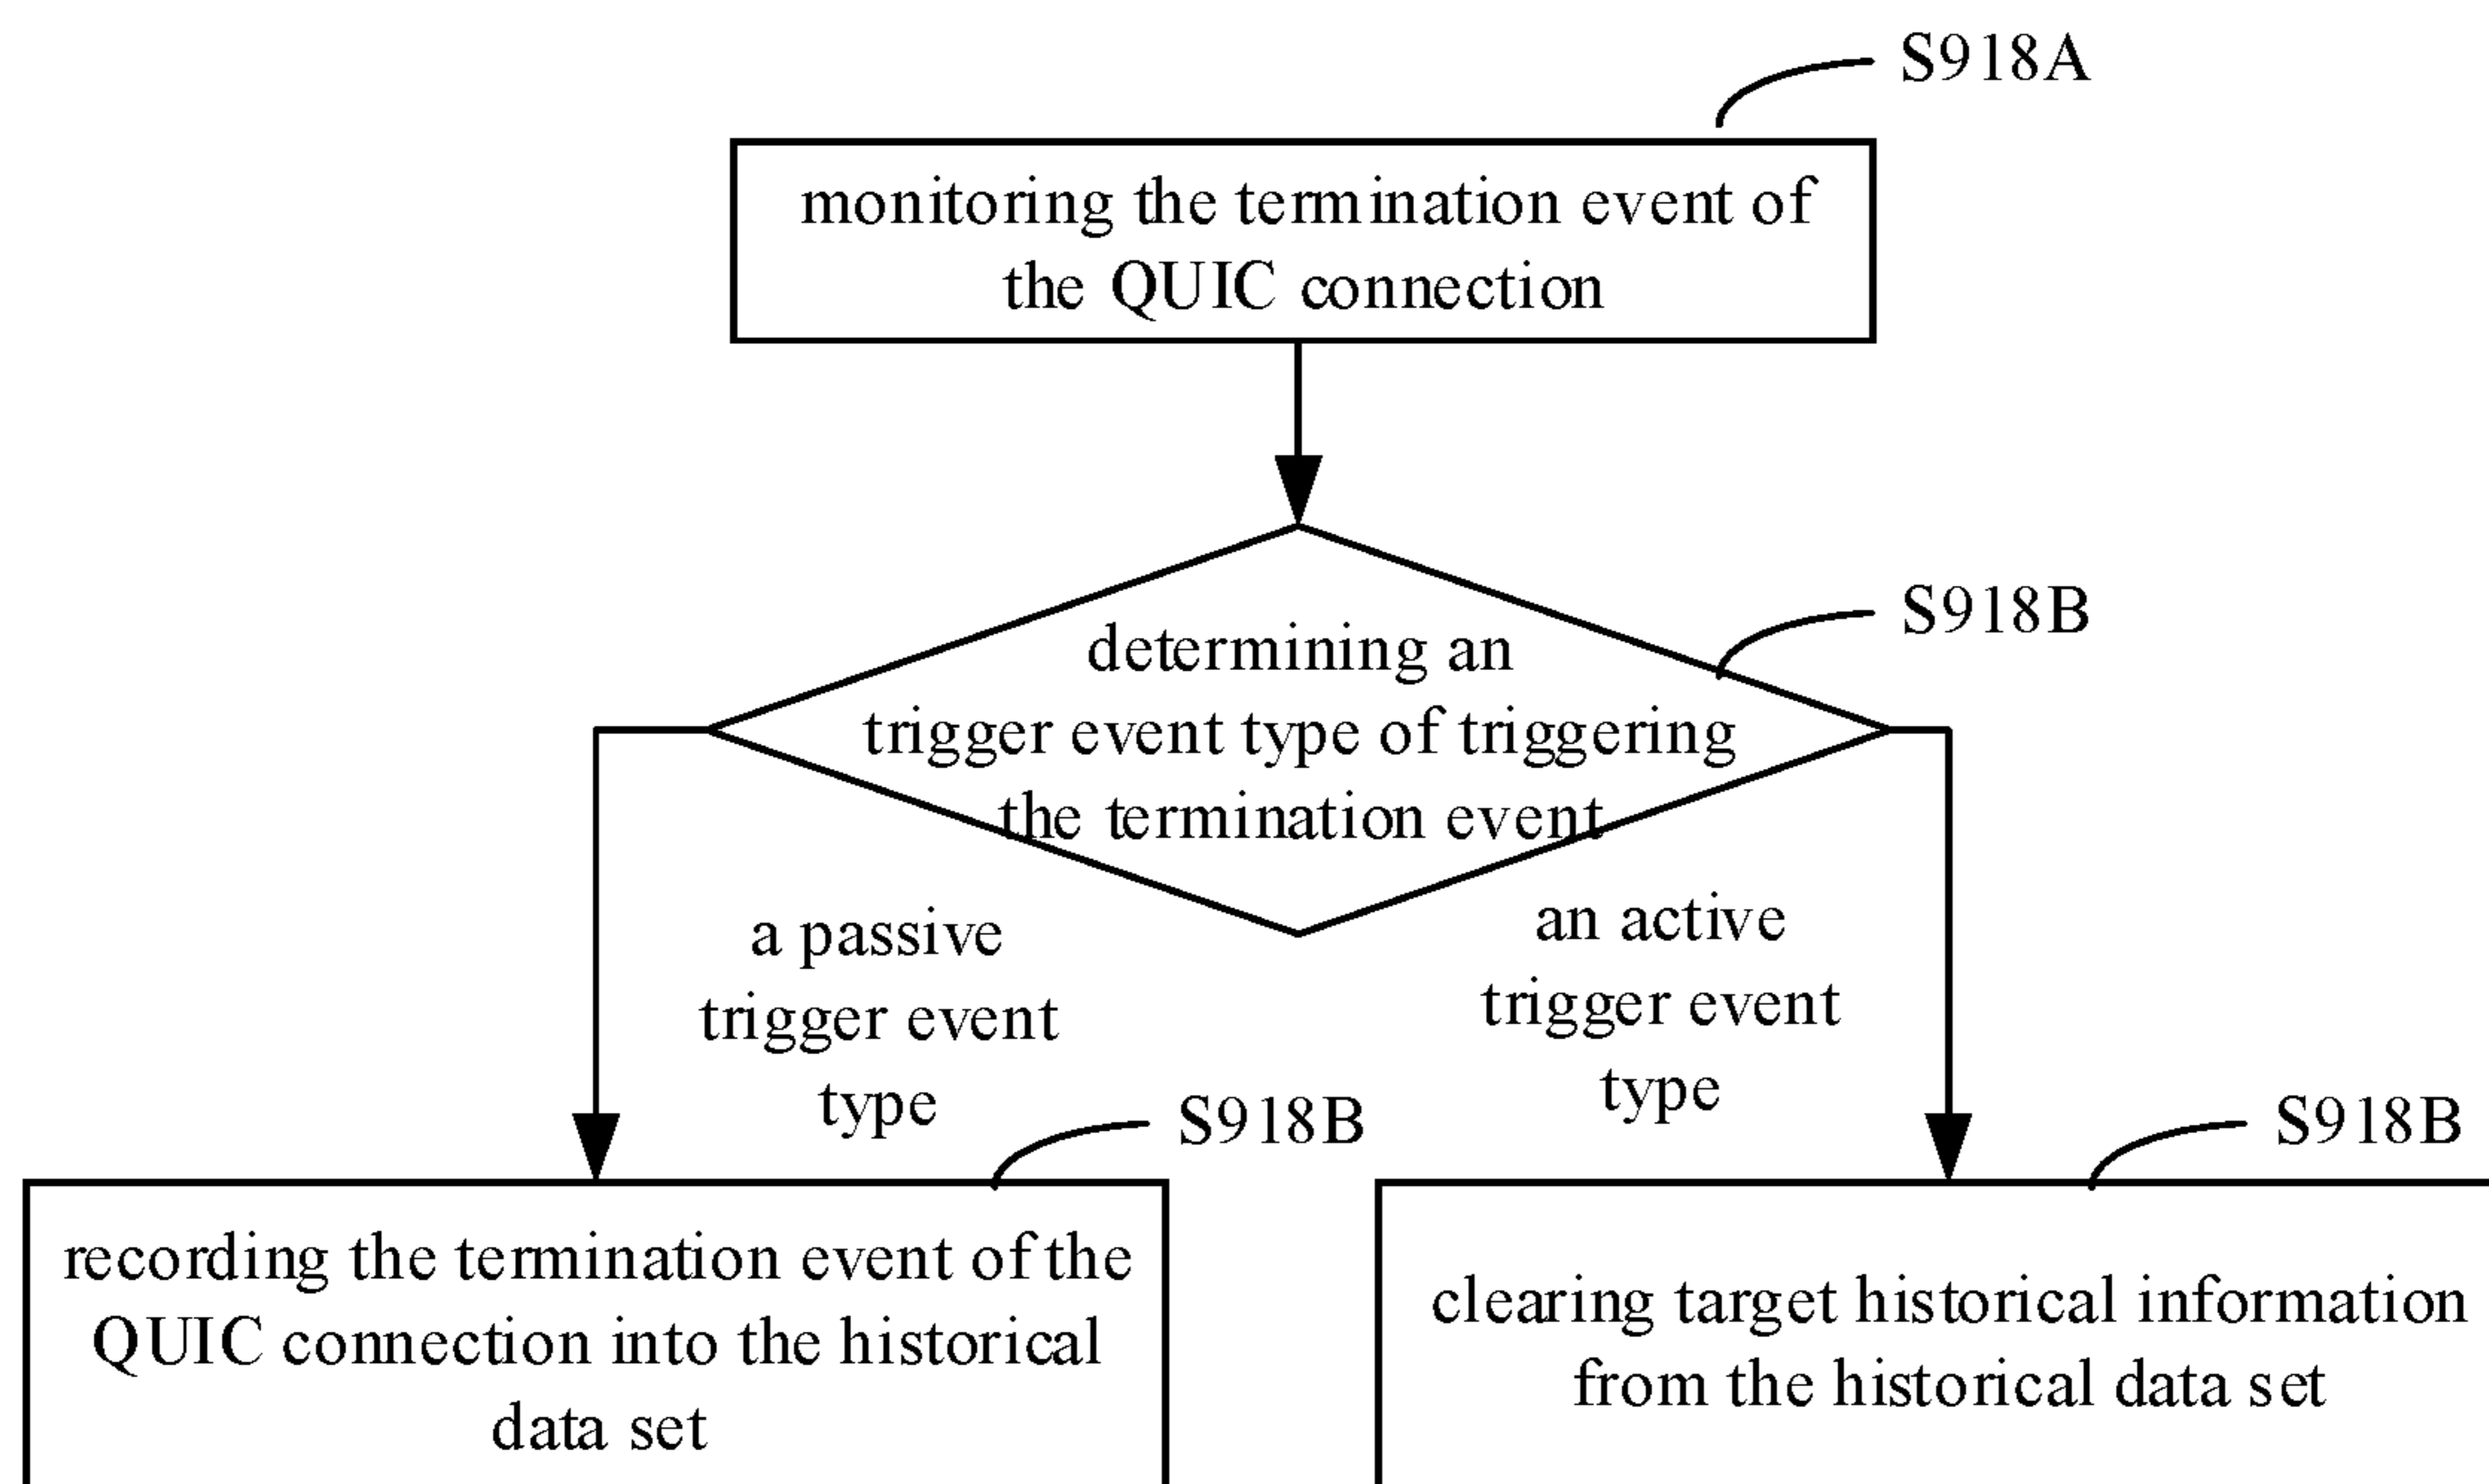 S918A
monitoring the termination event of
the QUIC connection
S918B
determining an
trigger event type of triggering
the termination event
a passive
trigger event
type
an active
trigger event
type
S918B
recording the termination event of the
QUIC connection into the historical
data set
S918B
clearing target historical information
from the historical data set